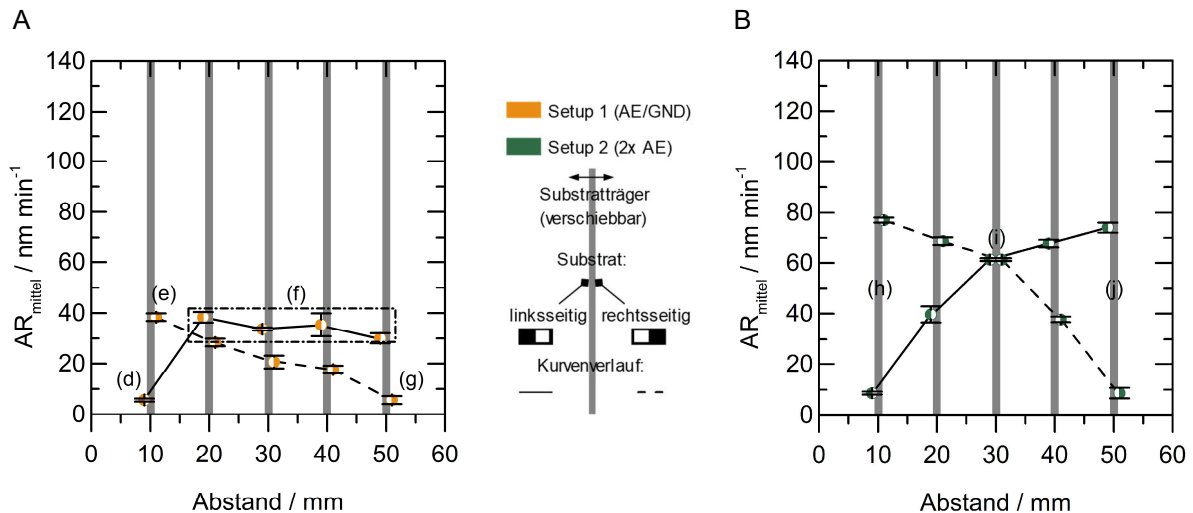 A
B
140
120
100
80
60
40
20
0
AR_mittel / nm min⁻¹
0 10 20 30 40 50 60
Abstand / mm
(d)
(e)
(f)
(g)
Setup 1 (AE/GND)
Setup 2 (2x AE)
Substratträger
(verschiebbar)
Substrat:
linksseitig rechtsseitig
Kurvenverlauf:
140
120
100
80
60
40
20
0
AR_mittel / nm min⁻¹
0 10 20 30 40 50 60
Abstand / mm
(h)
(i)
(j)